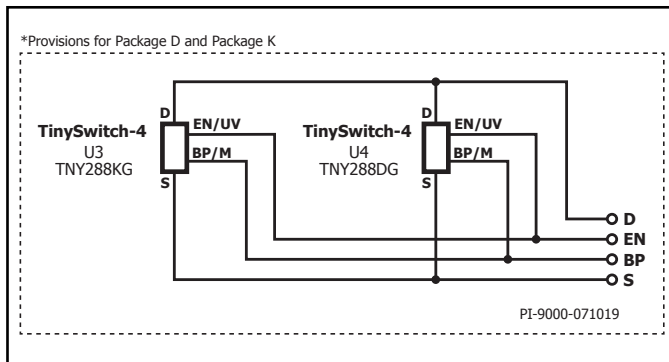 *Provisions for Package D and Package K
D
TinySwitch-4
U3
TNY288KG
EN/UV
BP/M
S
D
TinySwitch-4
U4
TNY288DG
EN/UV
BP/M
S
D
EN
BP
S
PI-9000-071019